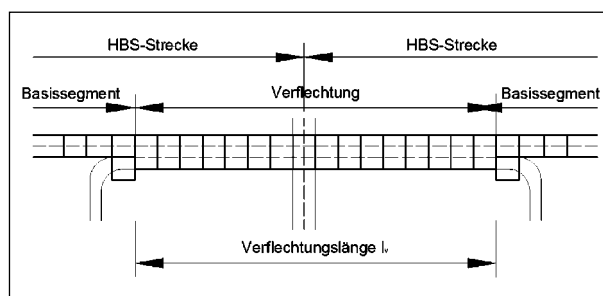 HBS-Strecke HBS-Strecke
Basissegment Verflechtung Basissegment
Verflechtungslänge lᵥ